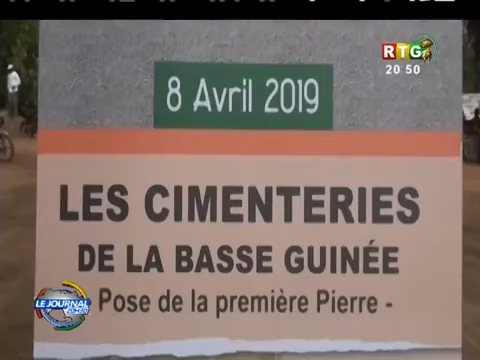 RTG
20:50
8 Avril 2019
LES CIMENTERIES
DE LA BASSE GUINÉE
- Pose de la première Pierre -
LE JOURNAL